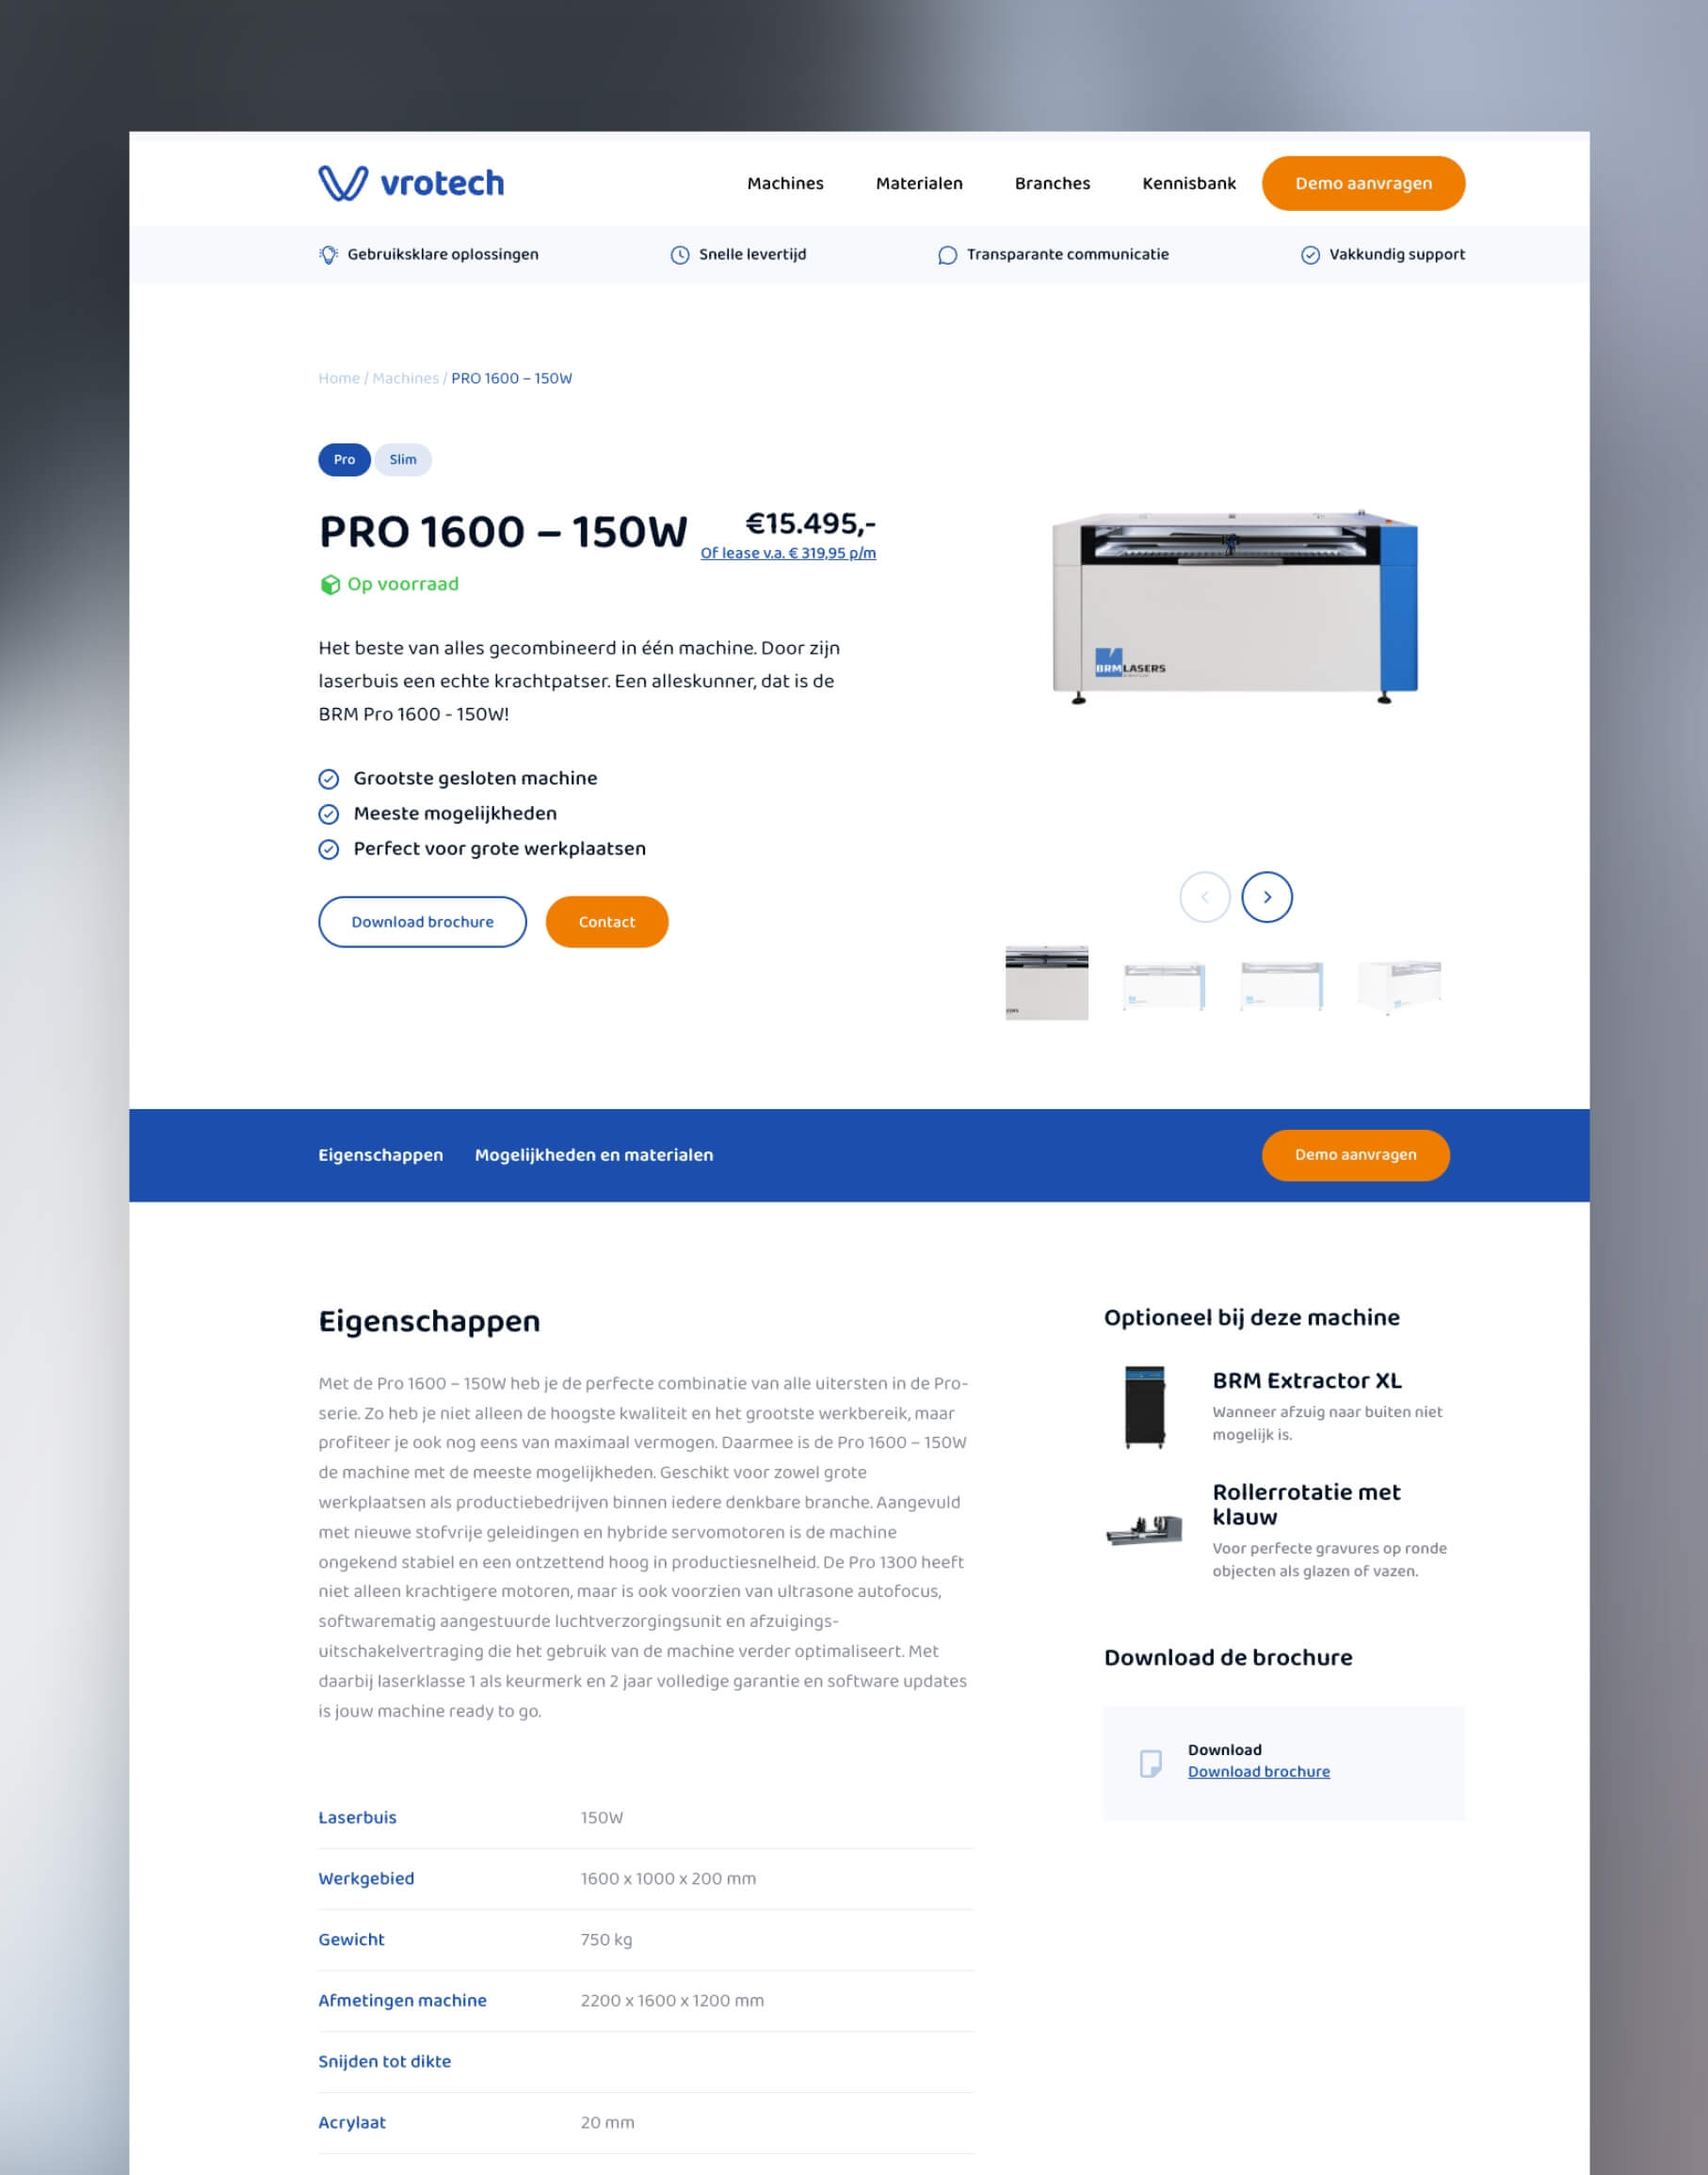 vrotech
Machines
Materialen
Branches
Kennisbank
Demo aanvragen
Gebruiksklare oplossingen
Snelle levertijd
Transparante communicatie
Vakkundig support
Home / Machines / PRO 1600 – 150W
Pro
Slim
PRO 1600 – 150W
€15.495,-
Of lease v.a. € 319,95 p/m
Op voorraad
Het beste van alles gecombineerd in één machine. Door zijn
laserbuis een echte krachtpatser. Een alleskunner, dat is de
BRM Pro 1600 - 150W!
Grootste gesloten machine
Meeste mogelijkheden
Perfect voor grote werkplaatsen
Download brochure
Contact
BRM LASERS
Eigenschappen
Mogelijkheden en materialen
Demo aanvragen
Eigenschappen
Met de Pro 1600 – 150W heb je de perfecte combinatie van alle uitersten in de Pro-
serie. Zo heb je niet alleen de hoogste kwaliteit en het grootste werkbereik, maar
profiteer je ook nog eens van maximaal vermogen. Daarmee is de Pro 1600 – 150W
de machine met de meeste mogelijkheden. Geschikt voor zowel grote
werkplaatsen als productiebedrijven binnen iedere denkbare branche. Aangevuld
met nieuwe stofvrije geleidingen en hybride servomotoren is de machine
ongekend stabiel en een ontzettend hoog in productiesnelheid. De Pro 1300 heeft
niet alleen krachtigere motoren, maar is ook voorzien van ultrasone autofocus,
softwarematig aangestuurde luchtverzorgingsunit en afzuigings-
uitschakelvertraging die het gebruik van de machine verder optimaliseert. Met
daarbij laserklasse 1 als keurmerk en 2 jaar volledige garantie en software updates
is jouw machine ready to go.
Laserbuis
150W
Werkgebied
1600 x 1000 x 200 mm
Gewicht
750 kg
Afmetingen machine
2200 x 1600 x 1200 mm
Snijden tot dikte
Acrylaat
20 mm
Optioneel bij deze machine
BRM Extractor XL
Wanneer afzuig naar buiten niet
mogelijk is.
Rollerrotatie met
klauw
Voor perfecte gravures op ronde
objecten als glazen of vazen.
Download de brochure
Download
Download brochure